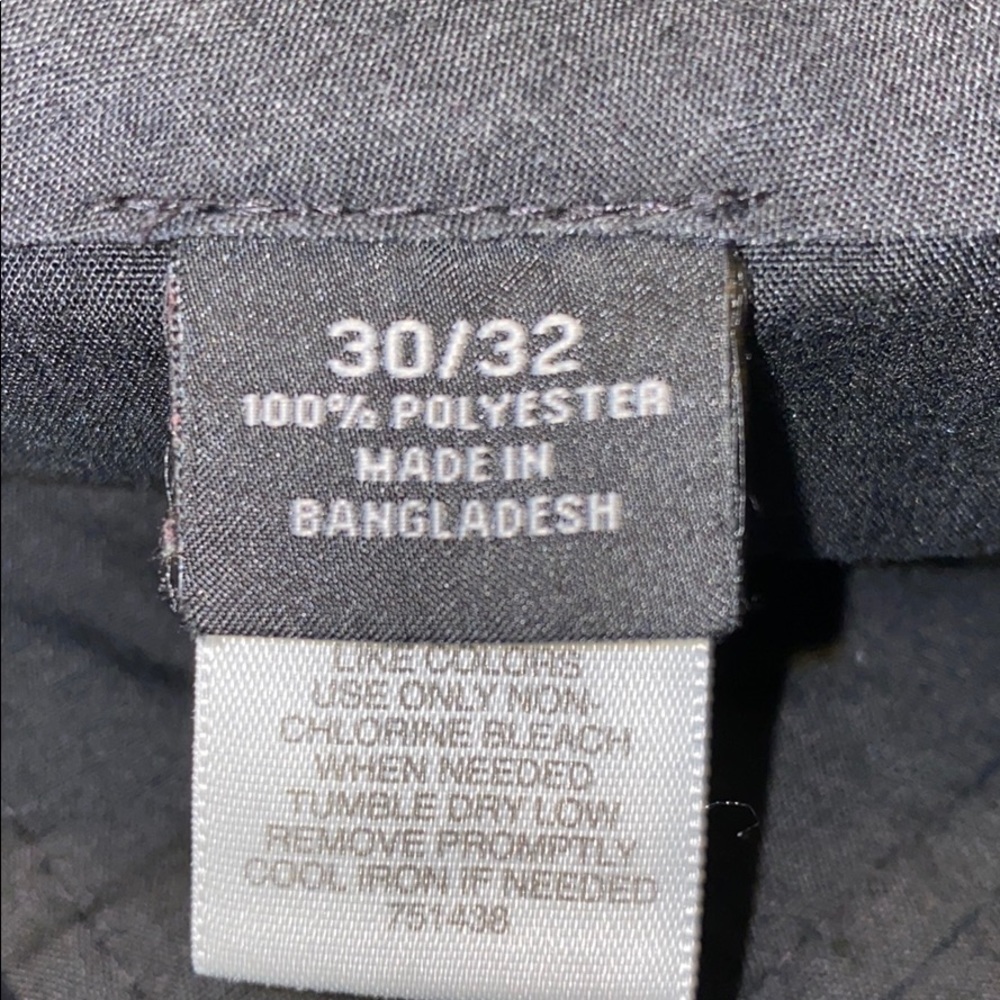 30/32
100% POLYESTER
MADE IN
BANGLADESH
LIKE COLORS
USE ONLY NON-
CHLORINE BLEACH
WHEN NEEDED
TUMBLE DRY LOW
REMOVE PROMPTLY
COOL IRON IF NEEDED
751438